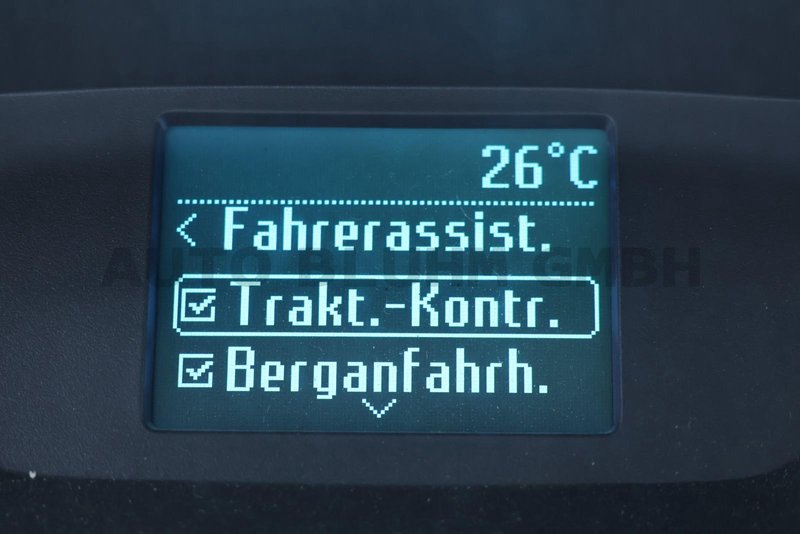 26°C
< Fahrerassist.
AUTO BLUHM GMBH
Trakt.-Kontr.
Berganfahrh.